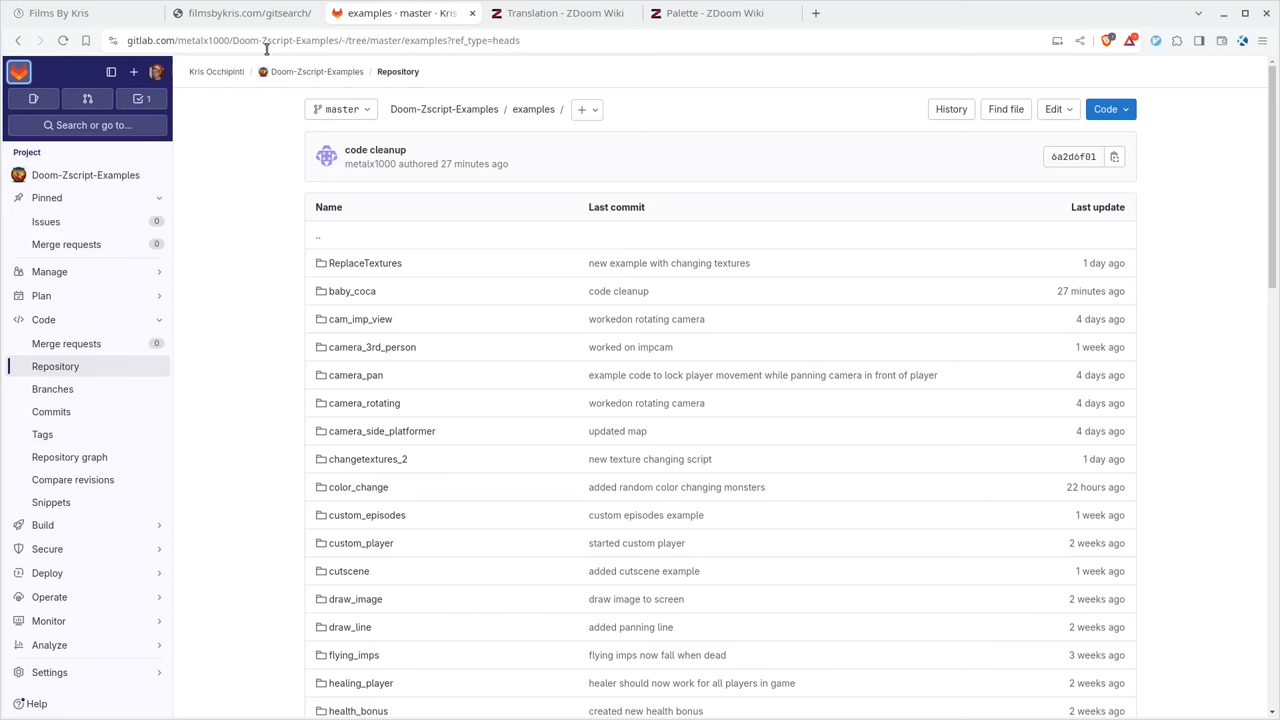 Films By Kris
filmsbykris.com/gitsearch/
examples · master · Kris
Translation - ZDoom Wiki
Palette - ZDoom Wiki
gitlab.com/metalx1000/Doom-Zscript-Examples/-/tree/master/examples?ref_type=heads
Kris Occhipinti / Doom-Zscript-Examples / Repository
1
Search or go to...
Project
Doom-Zscript-Examples
Pinned
Issues 0
Merge requests 0
Manage
Plan
Code
Merge requests 0
Repository
Branches
Commits
Tags
Repository graph
Compare revisions
Snippets
Build
Secure
Deploy
Operate
Monitor
Analyze
Settings
Help
master
Doom-Zscript-Examples / examples /
History
Find file
Edit
Code
code cleanup
metalx1000 authored 27 minutes ago
6a2d6f01
Name Last commit Last update
..
ReplaceTextures new example with changing textures 1 day ago
baby_coca code cleanup 27 minutes ago
cam_imp_view workedon rotating camera 4 days ago
camera_3rd_person worked on impcam 1 week ago
camera_pan example code to lock player movement while panning camera in front of player 4 days ago
camera_rotating workedon rotating camera 4 days ago
camera_side_platformer updated map 4 days ago
changetextures_2 new texture changing script 1 day ago
color_change added random color changing monsters 22 hours ago
custom_episodes custom episodes example 1 week ago
custom_player started custom player 2 weeks ago
cutscene added cutscene example 1 week ago
draw_image draw image to screen 2 weeks ago
draw_line added panning line 2 weeks ago
flying_imps flying imps now fall when dead 3 weeks ago
healing_player healer should now work for all players in game 2 weeks ago
health_bonus created new health bonus 2 weeks ago